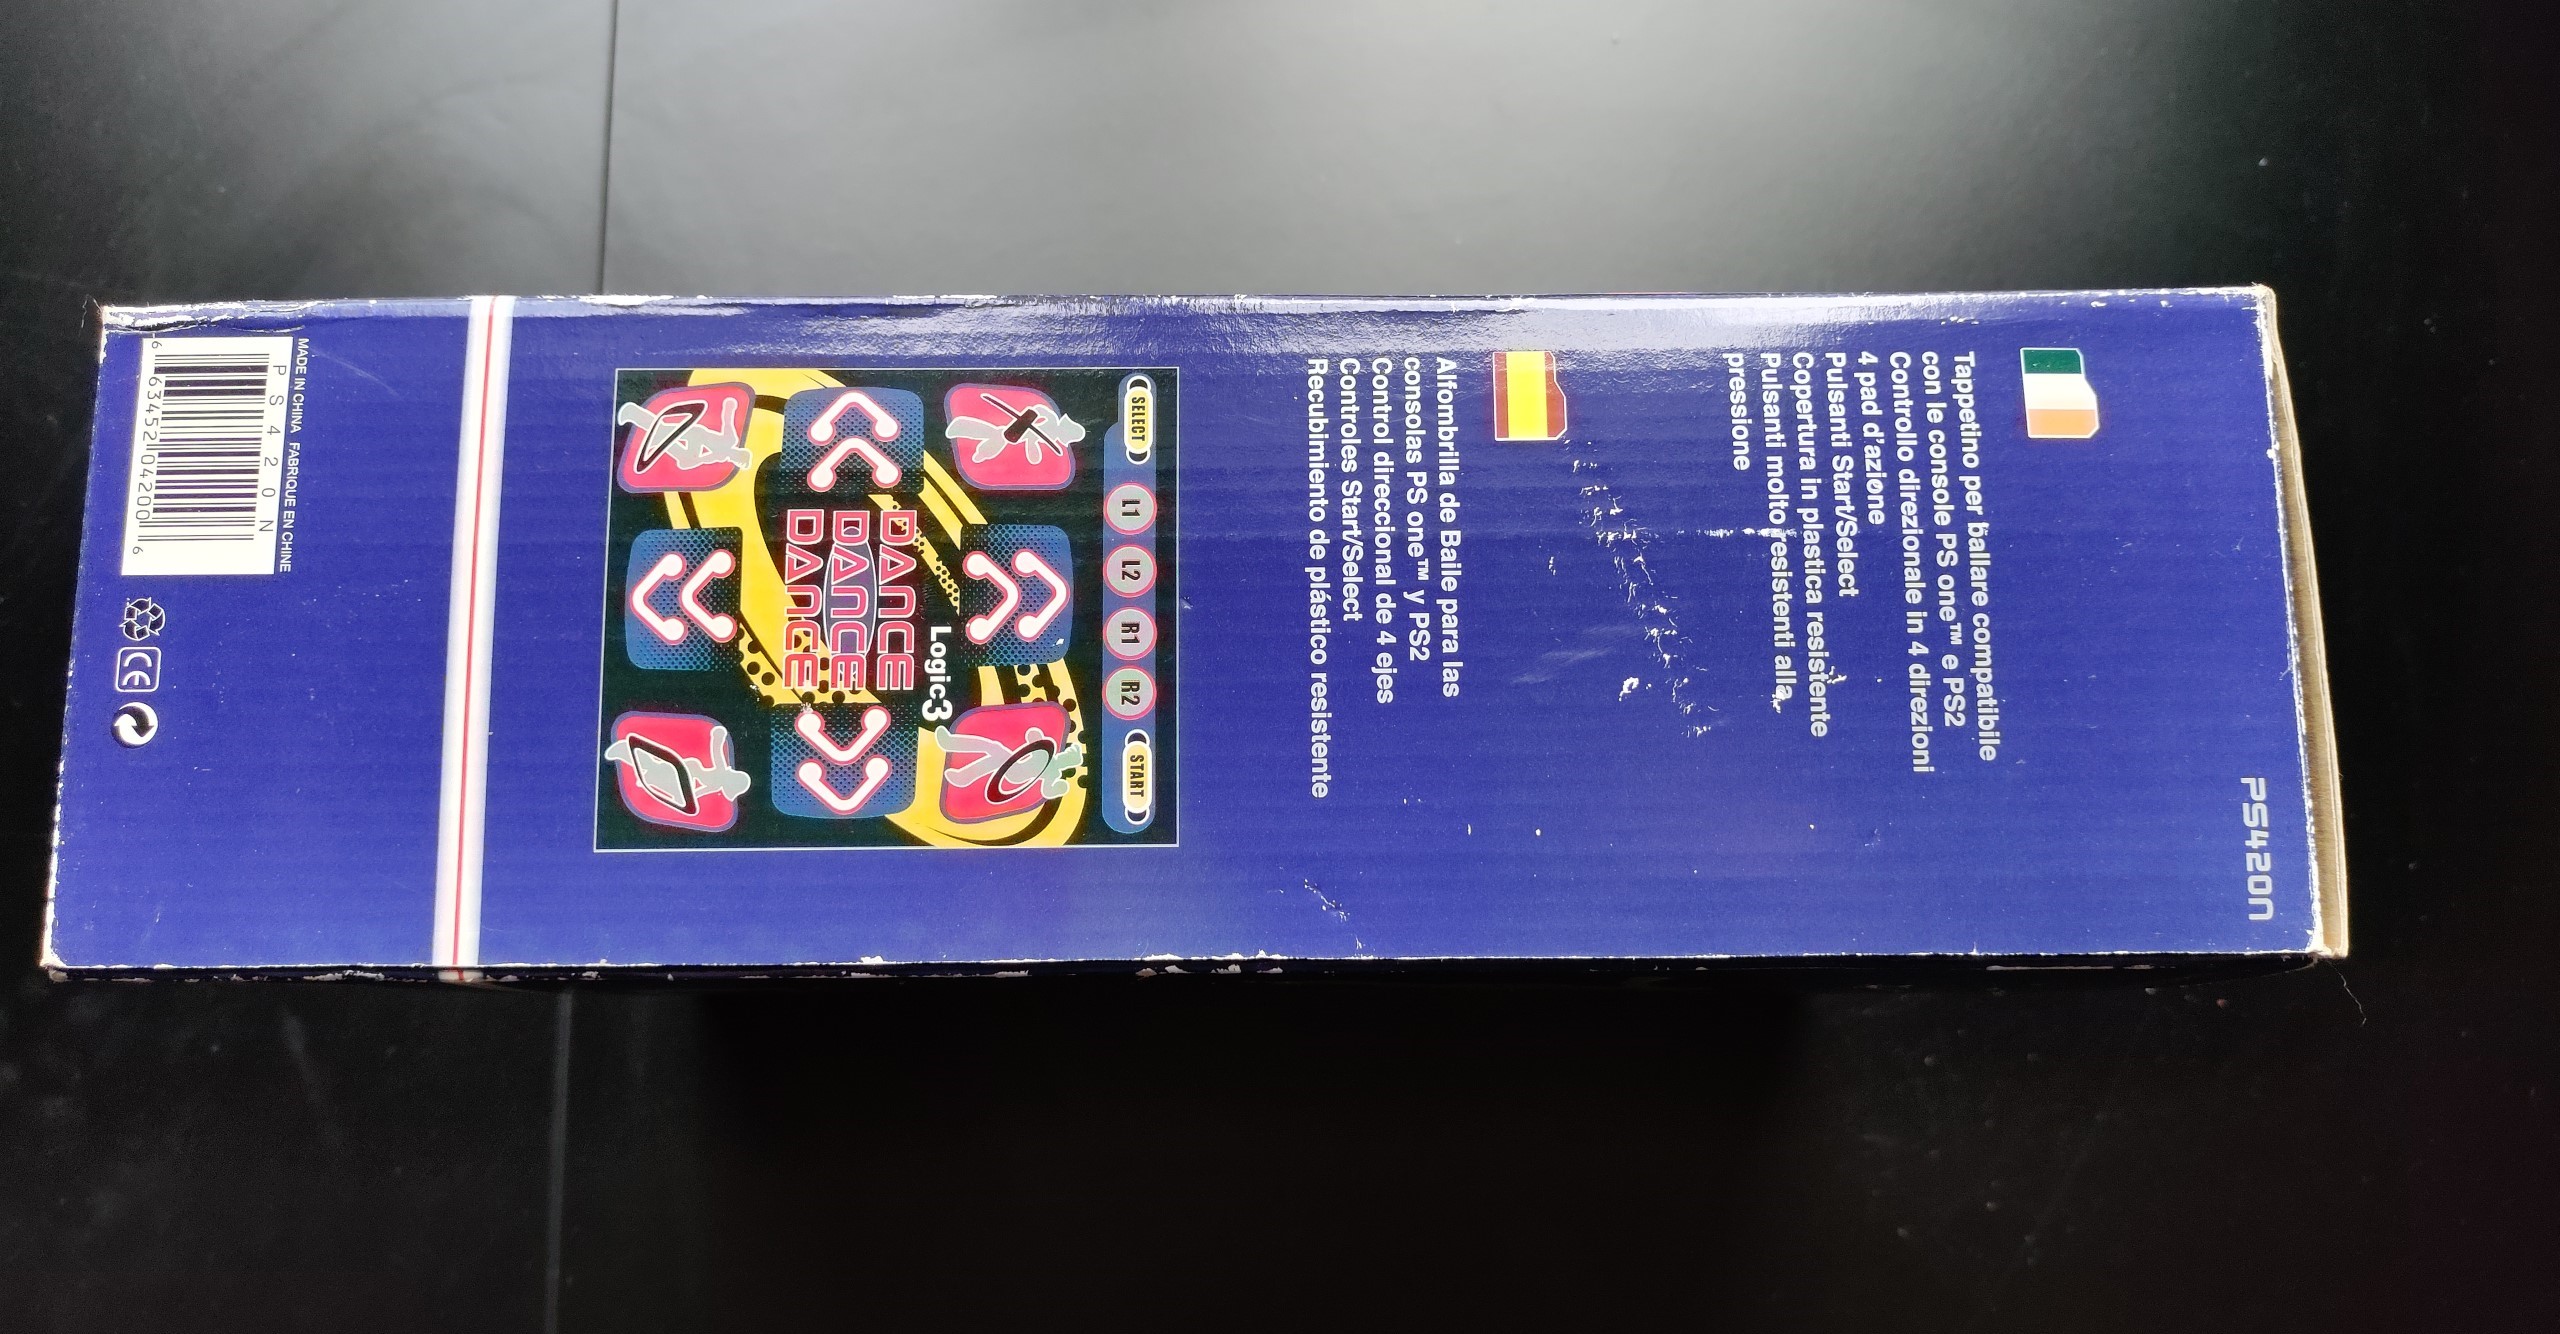 PS420N
Tappetino per ballare compatibile
con le console PS one™ e PS2
Controllo direzionale in 4 direzioni
4 pad d'azione
Pulsanti Start/Select
Copertura in plastica resistente
Pulsanti molto resistenti alla
pressione
Alfombrilla de Baile para las
consolas PS one™ y PS2
Control direccional de 4 ejes
Controles Start/Select
Recubrimiento de plástico resistente
SELECT L1 L2 R1 R2 START
Logic3
DANCE
DANCE
DANCE
MADE IN CHINA FABRIQUE EN CHINE
PS420N
6 63452 04200 6
CE